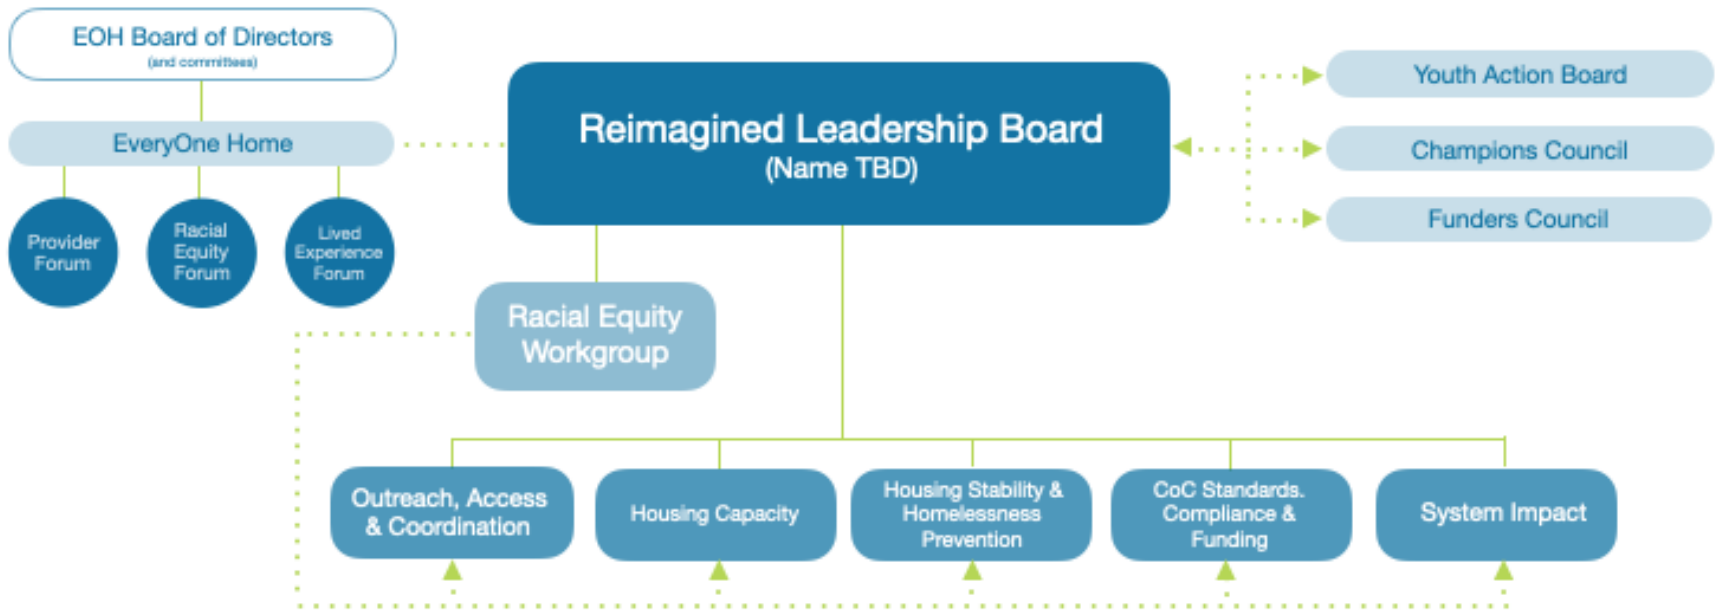 EOH Board of Directors
(and committees)
EveryOne Home
Provider
Forum
Racial
Equity
Forum
Lived
Experience
Forum
Reimagined Leadership Board
(Name TBD)
Youth Action Board
Champions Council
Funders Council
Racial Equity
Workgroup
Outreach, Access
& Coordination
Housing Capacity
Housing Stability &
Homelessness
Prevention
CoC Standards.
Compliance &
Funding
System Impact